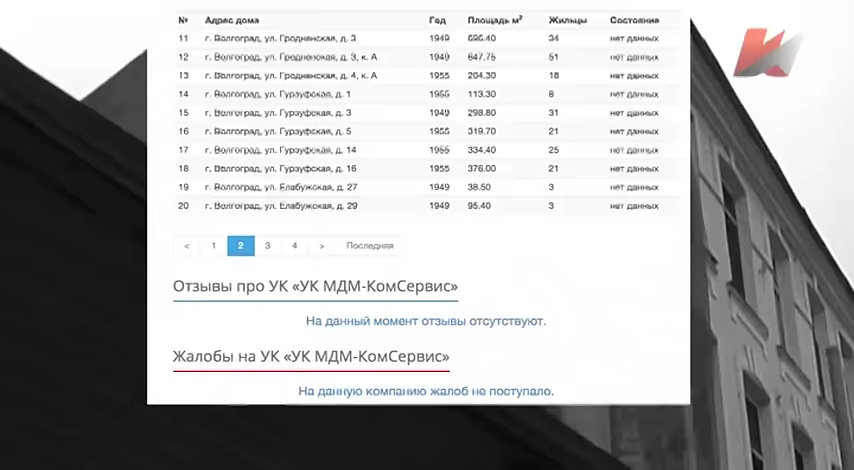 № Адрес дома Год Площадь м² Жильцы Состояние
11 г. Волгоград, ул. Гродненская, д. 3 1949 696.40 34 нет данных
12 г. Волгоград, ул. Гродненская, д. 3, к. А 1949 647.75 51 нет данных
13 г. Волгоград, ул. Гродненская, д. 4, к. А 1955 204.30 18 нет данных
14 г. Волгоград, ул. Гурзуфская, д. 1 1955 113.30 8 нет данных
15 г. Волгоград, ул. Гурзуфская, д. 3 1949 298.80 31 нет данных
16 г. Волгоград, ул. Гурзуфская, д. 5 1955 319.70 21 нет данных
17 г. Волгоград, ул. Гурзуфская, д. 14 1955 334.40 25 нет данных
18 г. Волгоград, ул. Гурзуфская, д. 16 1955 376.00 21 нет данных
19 г. Волгоград, ул. Елабужская, д. 27 1949 38.50 3 нет данных
20 г. Волгоград, ул. Елабужская, д. 29 1949 95.40 3 нет данных
< 1 2 3 4 > Последняя
Отзывы про УК «УК МДМ-КомСервис»
На данный момент отзывы отсутствуют.
Жалобы на УК «УК МДМ-КомСервис»
На данную компанию жалоб не поступало.